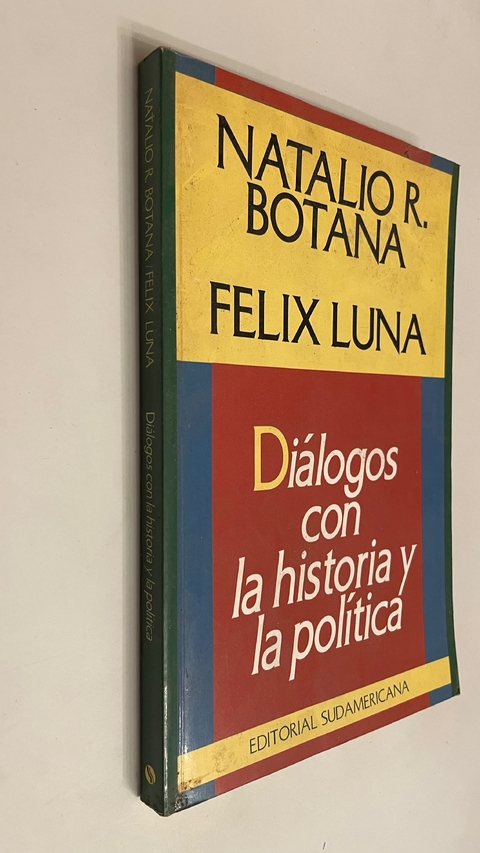 NATALIO R. BOTANA / FELIX LUNA Diálogos con la historia y la política
NATALIO R.
BOTANA
FELIX LUNA
Diálogos
con
la historia y
la política
EDITORIAL SUDAMERICANA